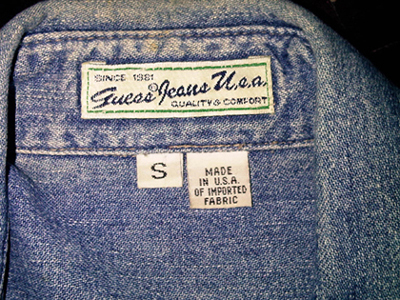 SINCE 1981
Guess® Jeans U.s.a.
QUALITY & COMFORT
S
MADE
IN U.S.A.
OF IMPORTED
FABRIC